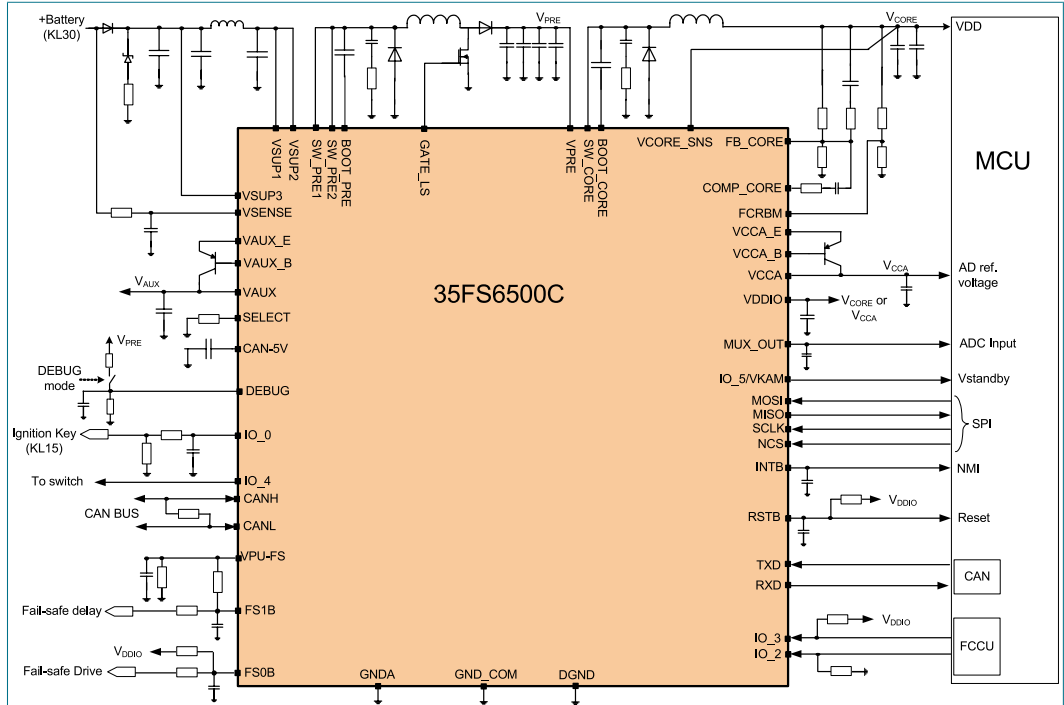 +Battery
(KL30)
VPRE
VCORE
VDD
MCU
VSUP1
VSUP2
SW_PRE1
SW_PRE2
BOOT_PRE
GATE_LS
VPRE
SW_CORE
BOOT_CORE
VCORE_SNS
FB_CORE
COMP_CORE
FCRBM
VCCA_E
VCCA_B
VCCA
VCCA
AD ref.
voltage
VDDIO
VCORE or
VCCA
MUX_OUT
ADC Input
IO_5/VKAM
Vstandby
MOSI
MISO
SCLK
NCS
SPI
INTB
NMI
RSTB
VDDIO
Reset
TXD
RXD
CAN
IO_3
IO_2
VDDIO
FCCU
35FS6500C
VSUP3
VSENSE
VAUX_E
VAUX_B
VAUX
VAUX
SELECT
CAN-5V
VPRE
DEBUG
mode
DEBUG
Ignition Key
(KL15)
IO_0
To switch
IO_4
CANH
CAN BUS
CANL
VPU-FS
Fail-safe delay
FS1B
VDDIO
Fail-safe Drive
FS0B
GNDA
GND_COM
DGND